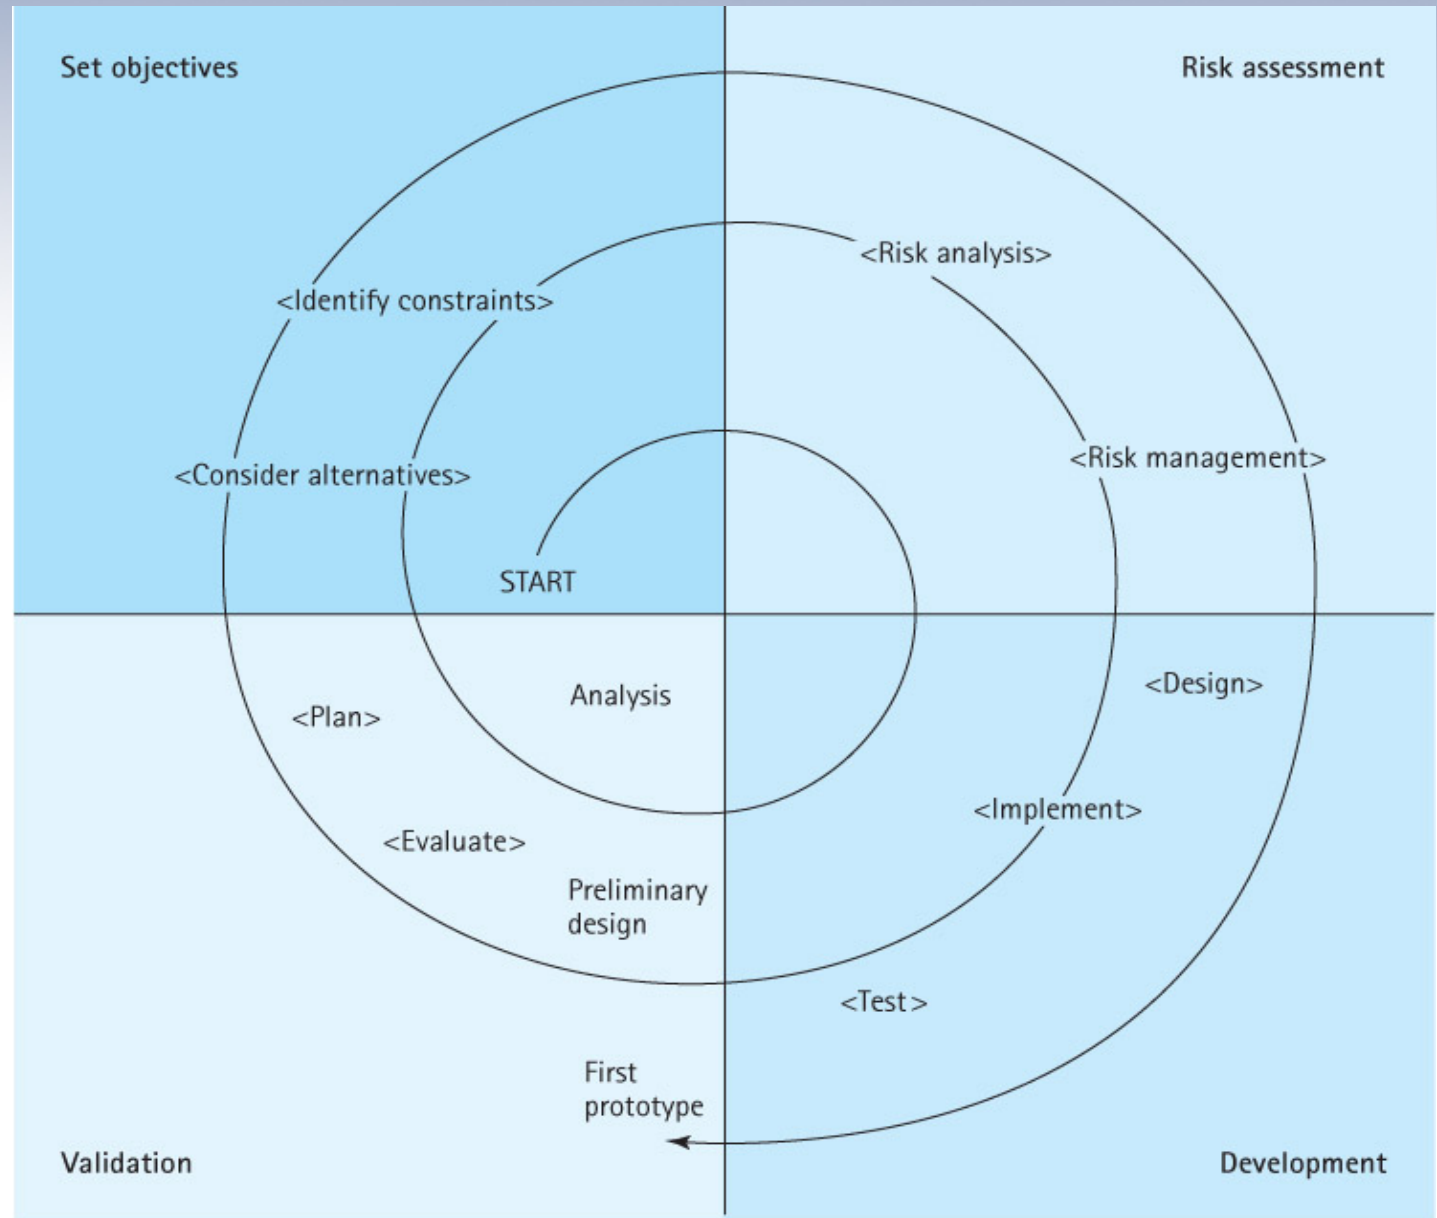 Set objectives
Risk assessment
<Risk analysis>
<Identify constraints>
<Risk management>
<Consider alternatives>
START
<Design>
Analysis
<Plan>
<Implement>
<Evaluate>
Preliminary
design
<Test>
First
prototype
Validation
Development